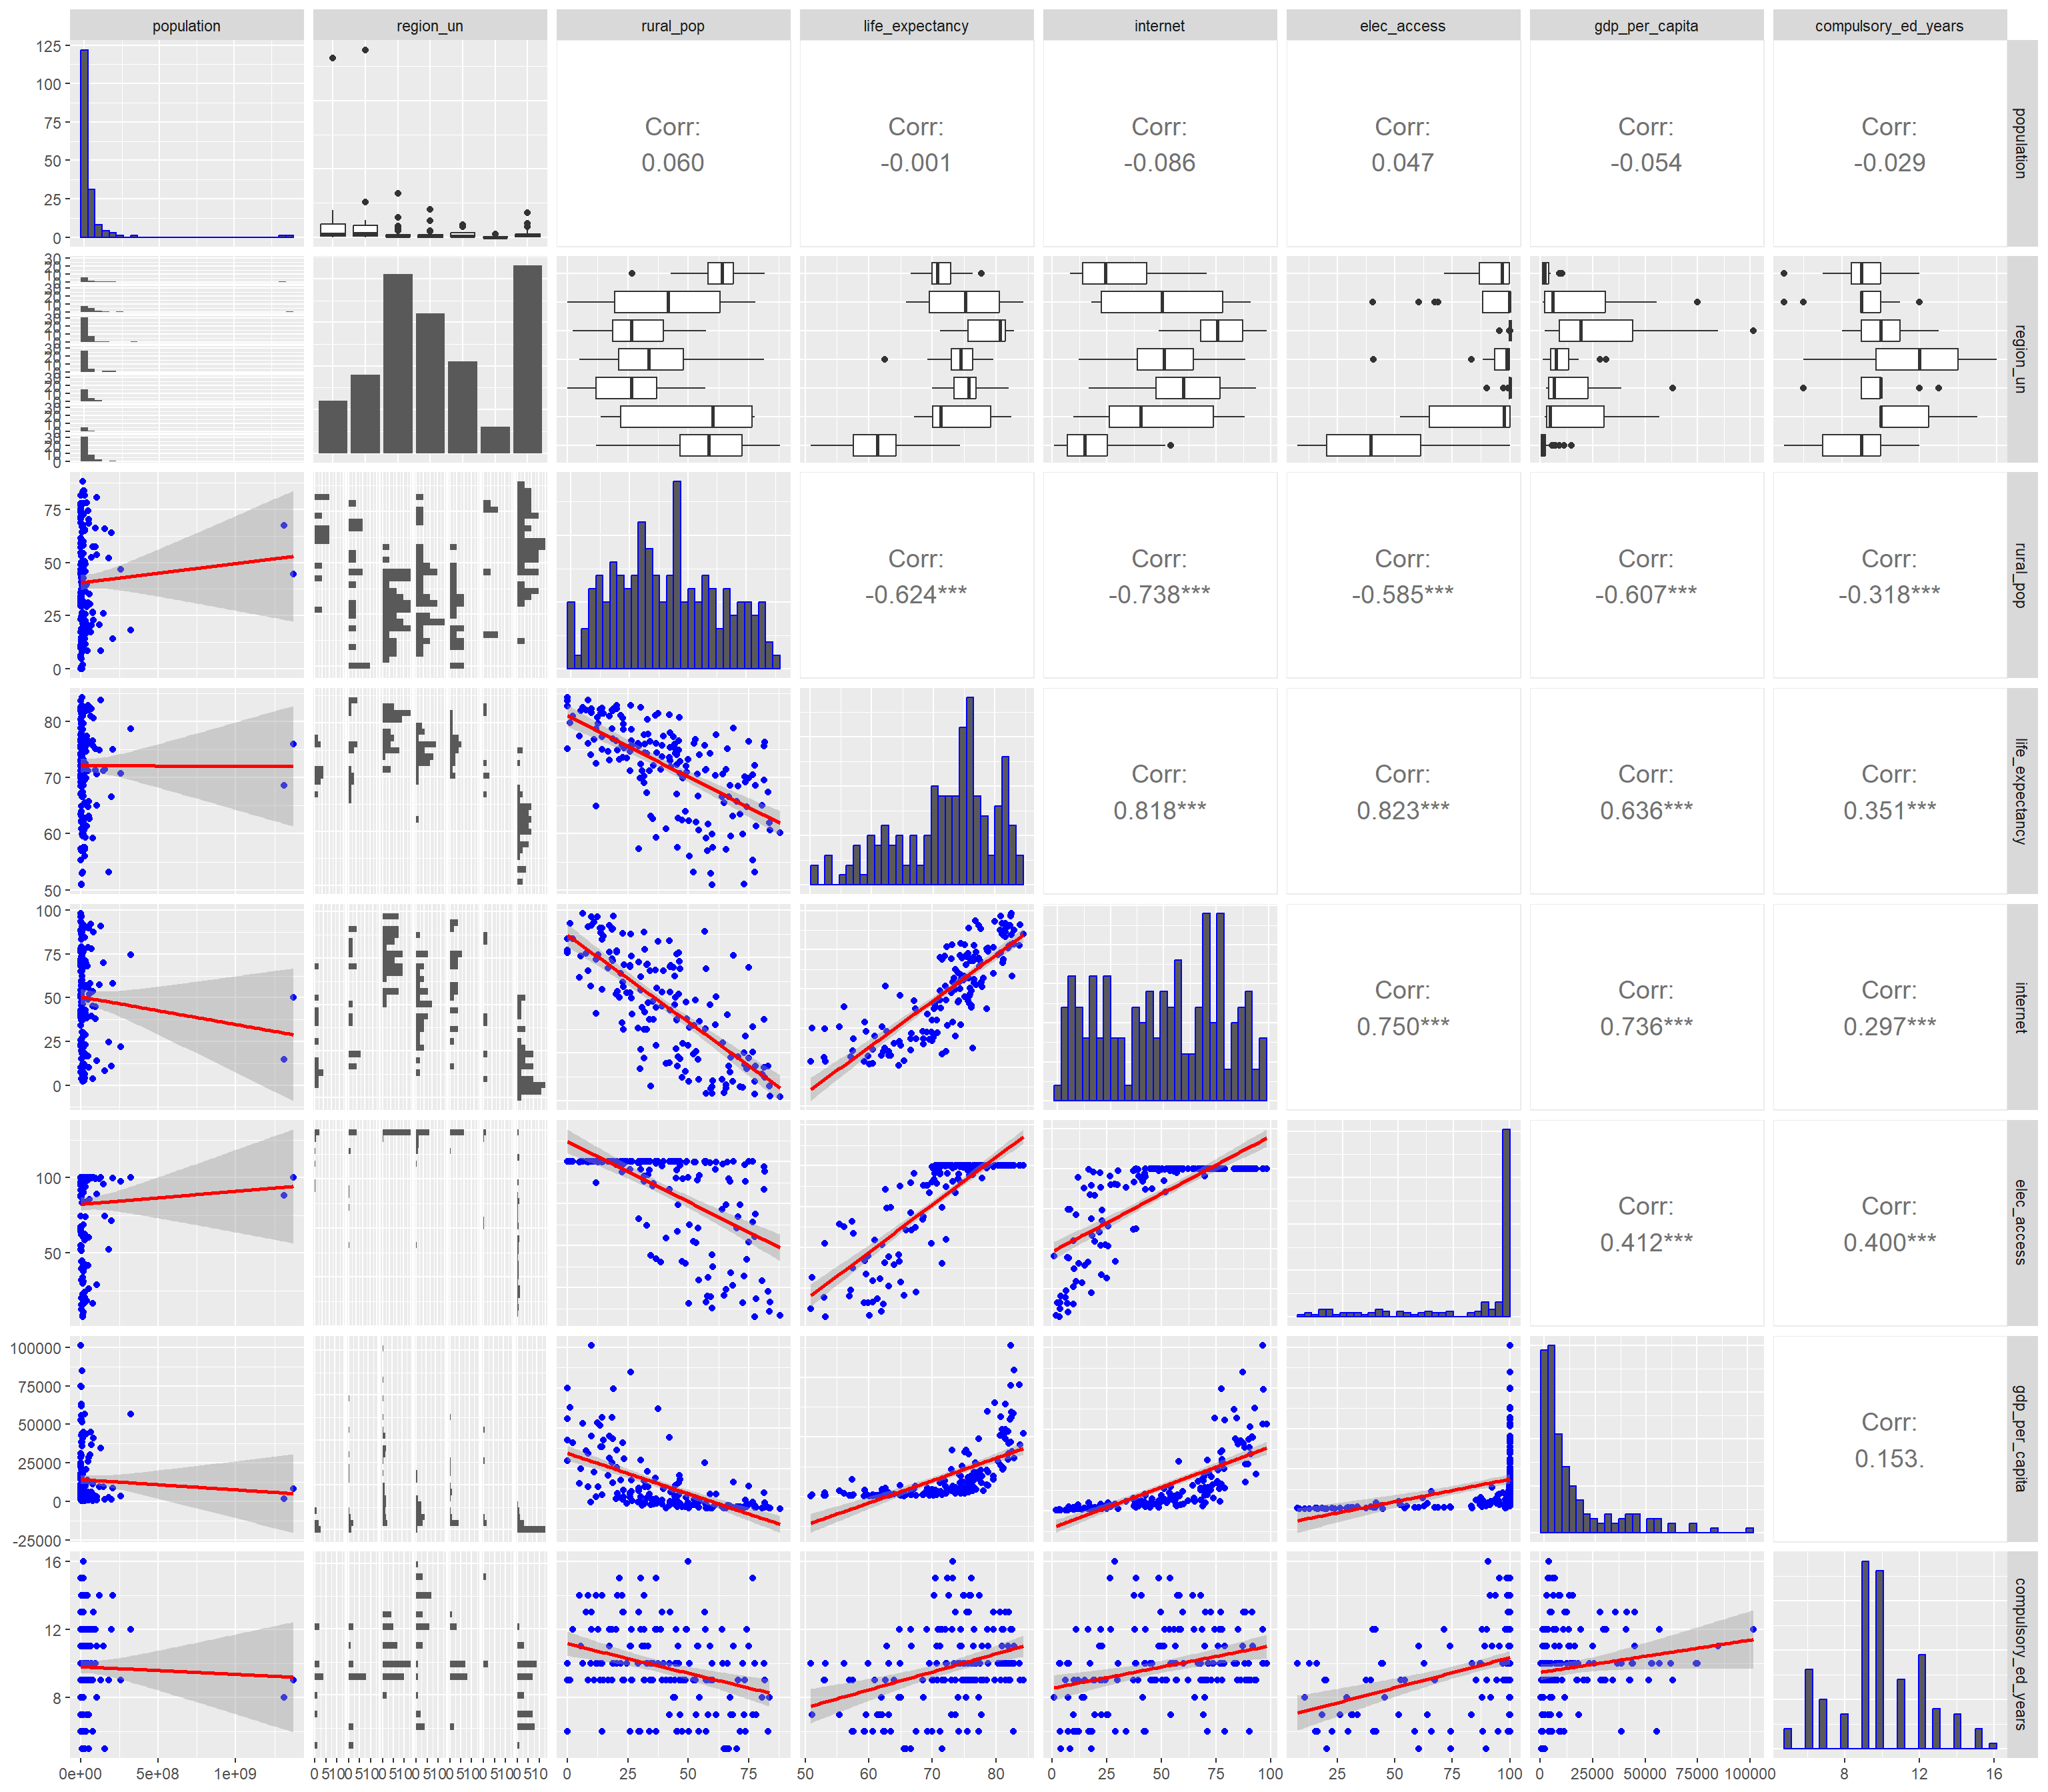 population region_un rural_pop life_expectancy internet elec_access gdp_per_capita compulsory_ed_years
125
100
75
50
25
0
Corr:
0.060
Corr:
-0.001
Corr:
-0.086
Corr:
0.047
Corr:
-0.054
Corr:
-0.029
population
region_un
75
50
25
0
Corr:
-0.624***
Corr:
-0.738***
Corr:
-0.585***
Corr:
-0.607***
Corr:
-0.318***
rural_pop
80
70
60
50
Corr:
0.818***
Corr:
0.823***
Corr:
0.636***
Corr:
0.351***
life_expectancy
100
75
50
25
0
Corr:
0.750***
Corr:
0.736***
Corr:
0.297***
internet
100
50
Corr:
0.412***
Corr:
0.400***
elec_access
100000
75000
50000
25000
0
-25000
Corr:
0.153.
gdp_per_capita
16
12
8
compulsory_ed_years
0e+00 5e+08 1e+09
0 25 50 75
50 60 70 80
0 25 50 75 100
25 50 75 100
0 25000 50000 75000 100000
8 12 16